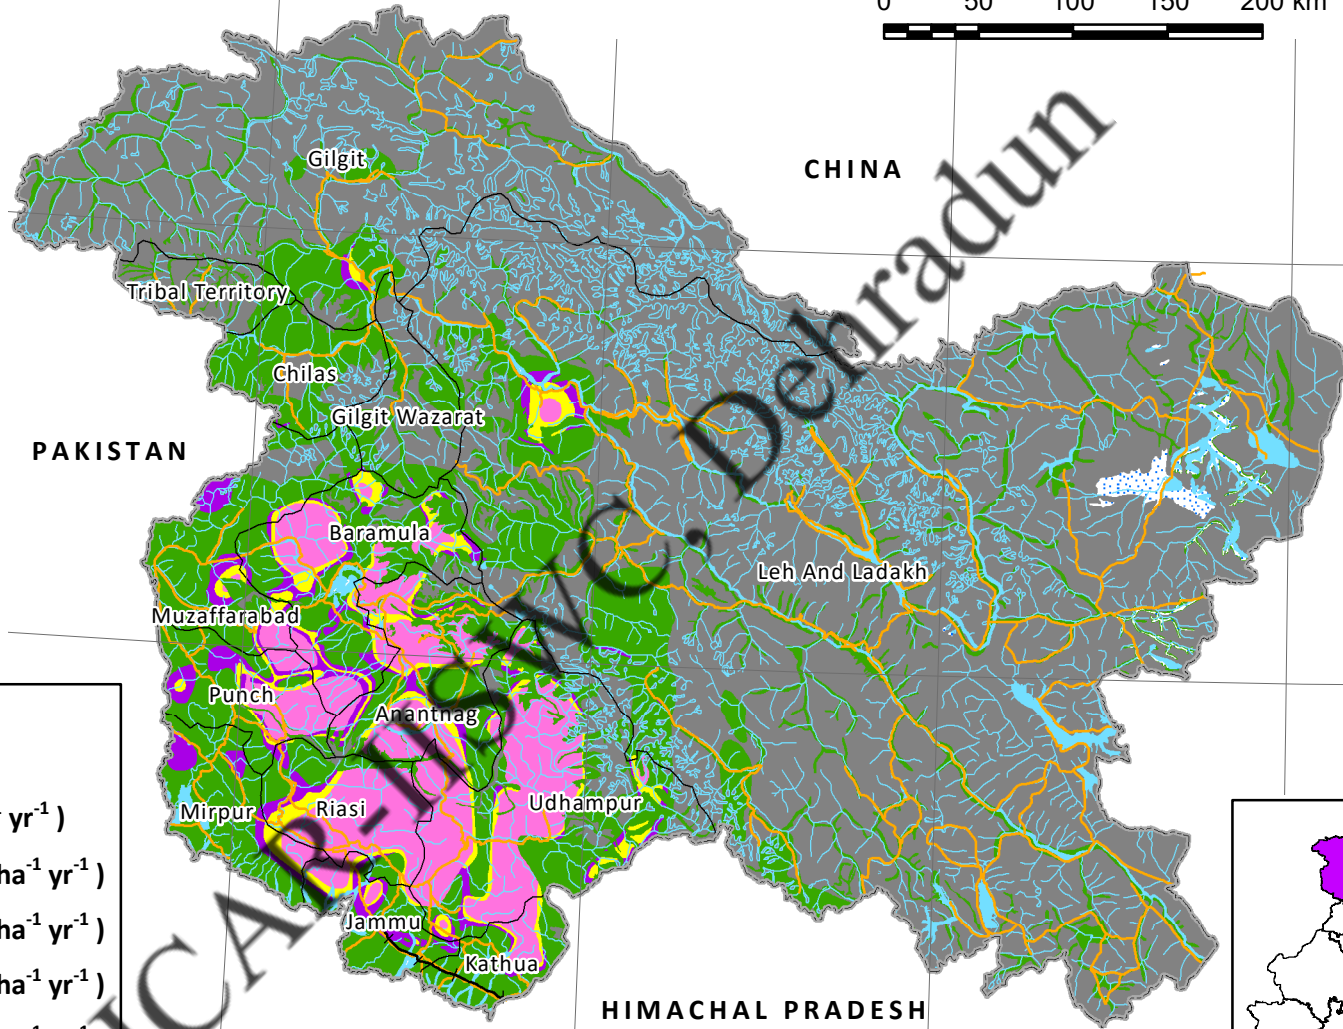 0 50 100 150 200 km
CHINA
Gilgit
Tribal Territory
Chilas
Gilgit Wazarat
PAKISTAN
Baramula
Leh And Ladakh
Muzaffarabad
Punch
Anantnag
Mirpur
Riasi
Udhampur
yr⁻¹ )
ha⁻¹ yr⁻¹ )
ha⁻¹ yr⁻¹ )
ha⁻¹ yr⁻¹ )
Jammu
Kathua
HIMACHAL PRADESH
ICAR-IISWC, Dehradun